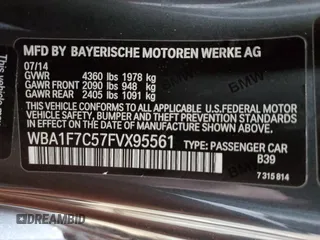 MFD BY BAYERISCHE MOTOREN WERKE AG
07/14
GVWR 4360 lbs 1978 kg
GAWR FRONT 2090 lbs 948 kg
GAWR REAR 2405 lbs 1091 kg
THIS VEHICLE CONFORMS TO ALL APPLICABLE U.S.FEDERAL MOTOR
VEHICLE SAFETY, BUMPER, AND THEFT PREVENTION STANDARDS
IN EFFECT ON THE DATE OF MANUFACTURE SHOWN ABOVE.
WBA1F7C57FVX95561 TYPE: PASSENGER CAR
B39
7 315 814
DREAMBID